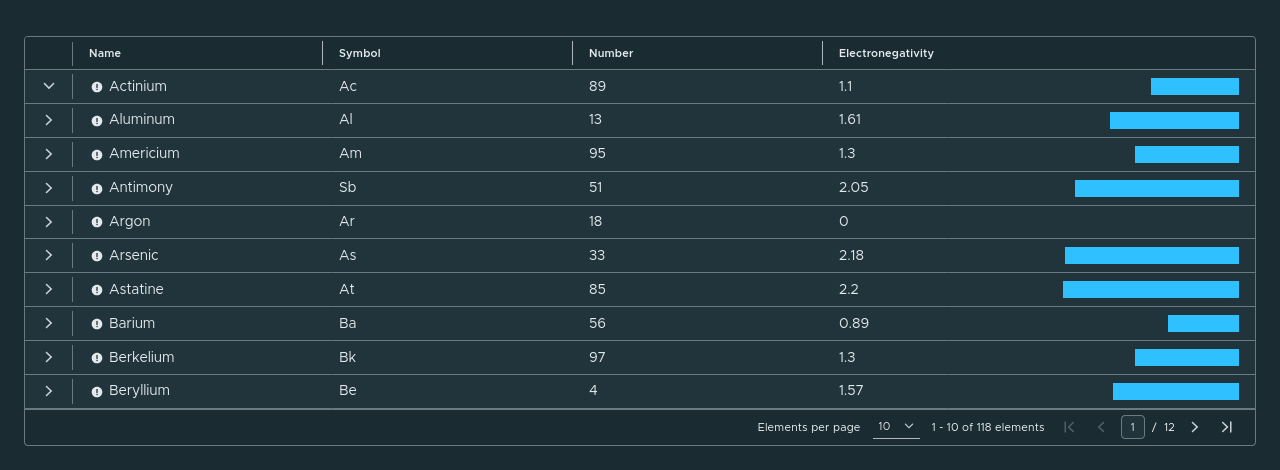 Name Symbol Number Electronegativity
Actinium Ac 89 1.1
Aluminum Al 13 1.61
Americium Am 95 1.3
Antimony Sb 51 2.05
Argon Ar 18 0
Arsenic As 33 2.18
Astatine At 85 2.2
Barium Ba 56 0.89
Berkelium Bk 97 1.3
Beryllium Be 4 1.57
Elements per page 10 1 - 10 of 118 elements 1 / 12